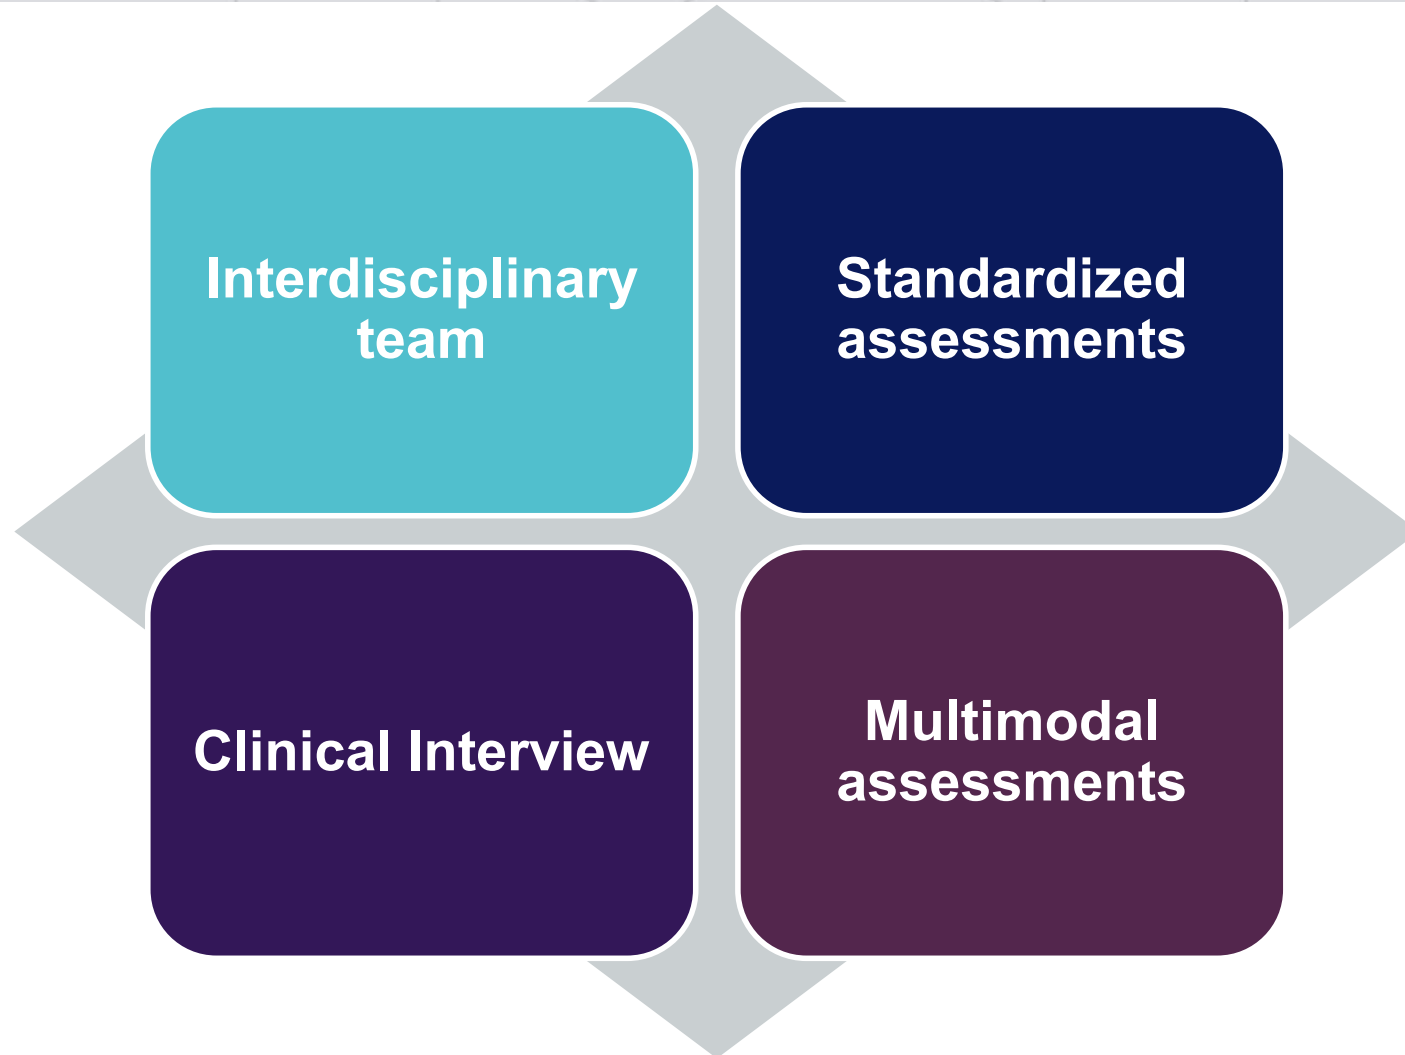 Interdisciplinary
team
Standardized
assessments
Clinical Interview
Multimodal
assessments